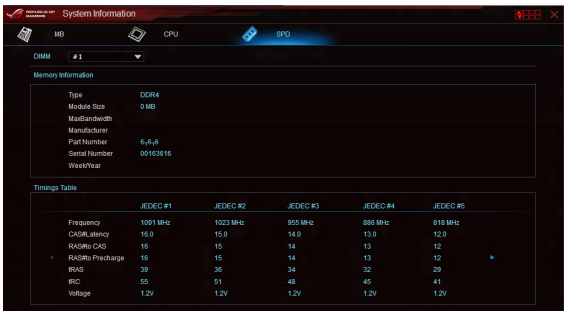 REPUBLIC OF GAMERS System Information
MB CPU SPD
DIMM #1
Memory Information
Type DDR4
Module Size 0 MB
MaxBandwidth
Manufacturer
Part Number
Serial Number 00163616
Week/Year
Timings Table
JEDEC #1 JEDEC #2 JEDEC #3 JEDEC #4 JEDEC #5
Frequency 1091 MHz 1023 MHz 955 MHz 886 MHz 818 MHz
CAS#Latency 16.0 15.0 14.0 13.0 12.0
RAS#to CAS 16 15 14 13 12
RAS#to Precharge 16 15 14 13 12
tRAS 39 36 34 32 29
tRC 55 51 48 45 41
Voltage 1.2V 1.2V 1.2V 1.2V 1.2V